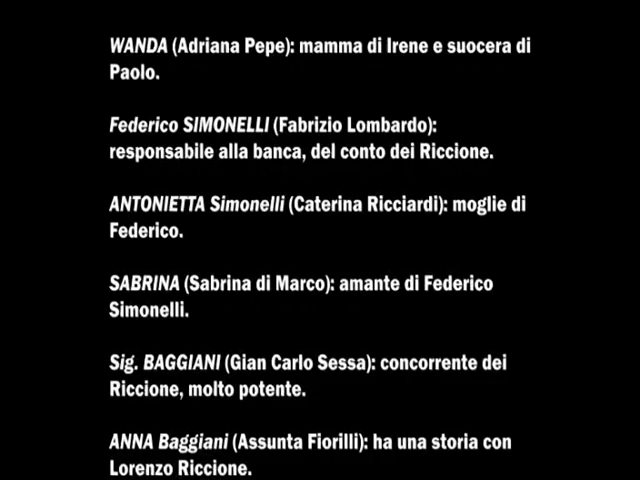 WANDA (Adriana Pepe): mamma di Irene e suocera di
Paolo.
Federico SIMONELLI (Fabrizio Lombardo):
responsabile alla banca, del conto dei Riccione.
ANTONIETTA Simonelli (Caterina Ricciardi): moglie di
Federico.
SABRINA (Sabrina di Marco): amante di Federico
Simonelli.
Sig. BAGGIANI (Gian Carlo Sessa): concorrente dei
Riccione, molto potente.
ANNA Baggiani (Assunta Fiorilli): ha una storia con
Lorenzo Riccione.